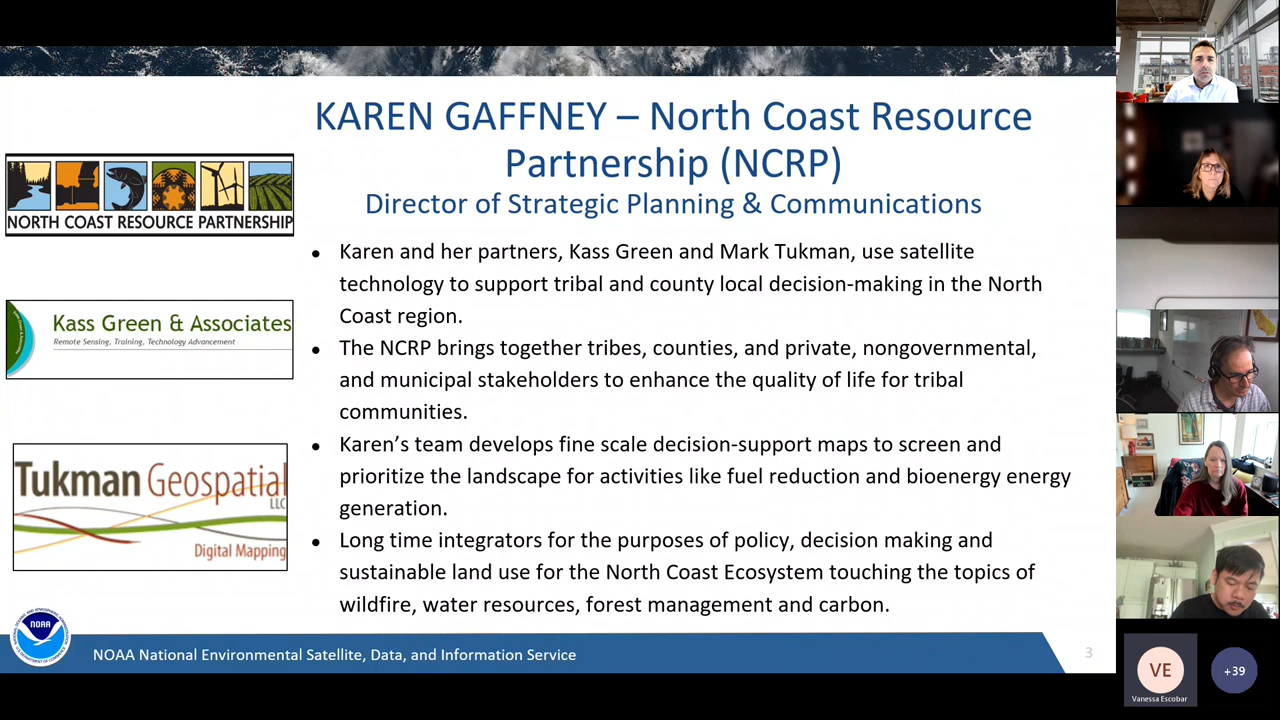 KAREN GAFFNEY – North Coast Resource
Partnership (NCRP)
Director of Strategic Planning & Communications
NORTH COAST RESOURCE PARTNERSHIP
Kass Green & Associates
Remote Sensing, Training, Technology Advancement
Tukman Geospatial
LLC
Digital Mapping
• Karen and her partners, Kass Green and Mark Tukman, use satellite
technology to support tribal and county local decision-making in the North
Coast region.
• The NCRP brings together tribes, counties, and private, nongovernmental,
and municipal stakeholders to enhance the quality of life for tribal
communities.
• Karen’s team develops fine scale decision-support maps to screen and
prioritize the landscape for activities like fuel reduction and bioenergy energy
generation.
• Long time integrators for the purposes of policy, decision making and
sustainable land use for the North Coast Ecosystem touching the topics of
wildfire, water resources, forest management and carbon.
NOAA
NOAA National Environmental Satellite, Data, and Information Service
3
VE
Vanessa Escobar
+39